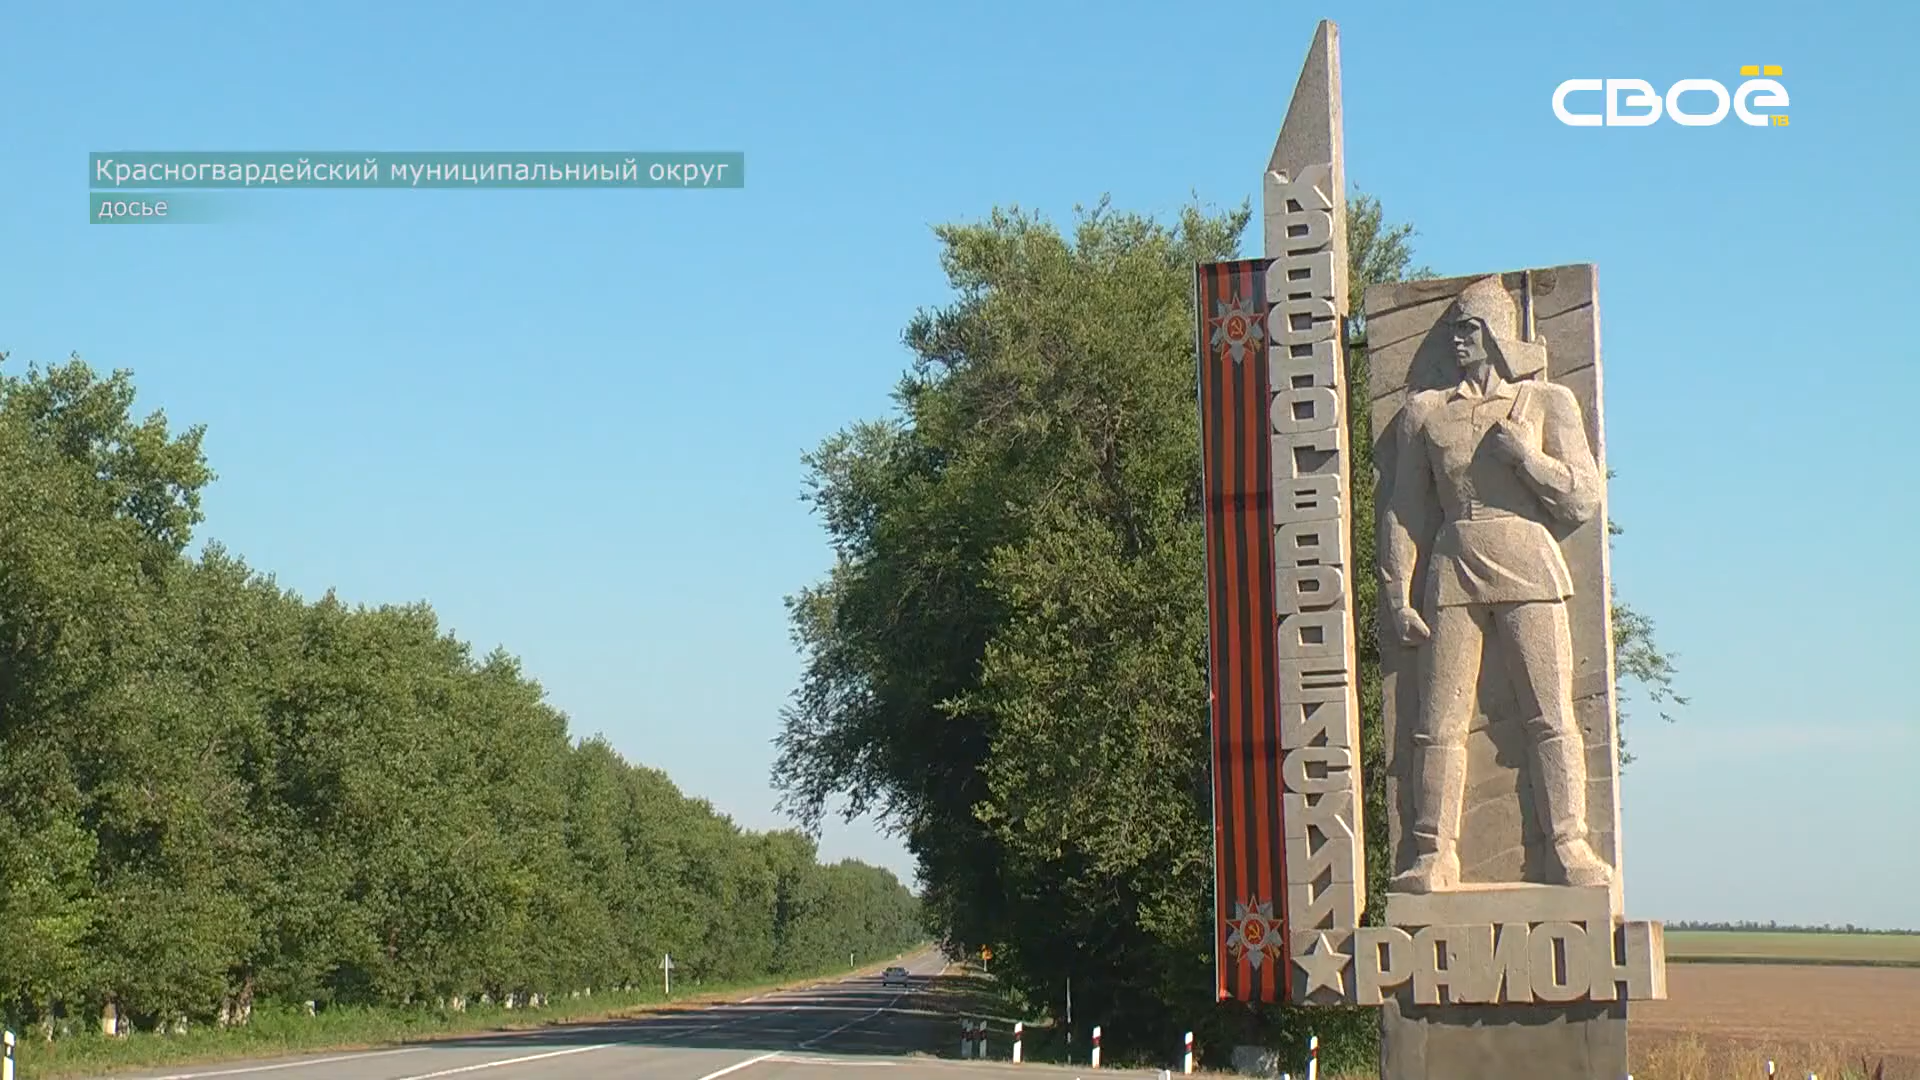 СВОЁ
ТВ
Красногвардейский муниципальниый округ
досье
КРАСНОГВАРДЕЙСКИЙ
РАЙОН